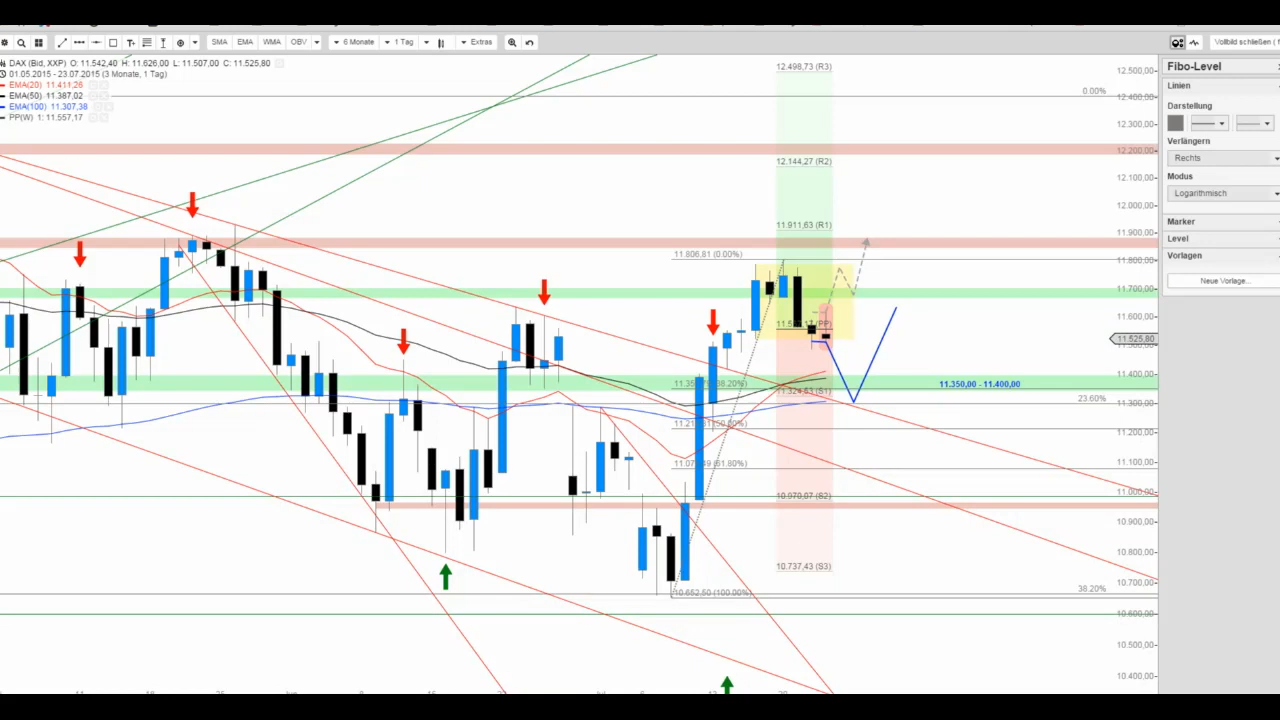 SMA EMA WMA OBV 6 Monate 1 Tag Extras Vollbild schließen (
DAX (Bid, XXP) O: 11.542,40 H: 11.626,00 L: 11.507,00 C: 11.525,80
01.05.2015 - 23.07.2015 (3 Monate, 1 Tag)
EMA(20) 11.411,26
EMA(50) 11.387,02
EMA(100) 11.307,38
PP(W) 1: 11.557,17
12.498,73 (R3)
0.00%
12.144,27 (R2)
11.911,63 (R1)
11.806,81 (0.00%)
(PP)
38.20%)
11.350,00 - 11.400,00
11.324,53 (S1)
23.60%
(61.80%)
10.970,07 (S2)
10.737,43 (S3)
10.652,50 (100.00%)
38.20%
12.500,00
12.400,00
12.300,00
12.200,00
12.100,00
12.000,00
11.900,00
11.800,00
11.700,00
11.600,00
11.525,80
11.400,00
11.300,00
11.200,00
11.100,00
11.000,00
10.900,00
10.800,00
10.700,00
10.600,00
10.500,00
10.400,00
Fibo-Level
Linien
Darstellung
Verlängern
Rechts
Modus
Logarithmisch
Marker
Level
Vorlagen
Neue Vorlage...